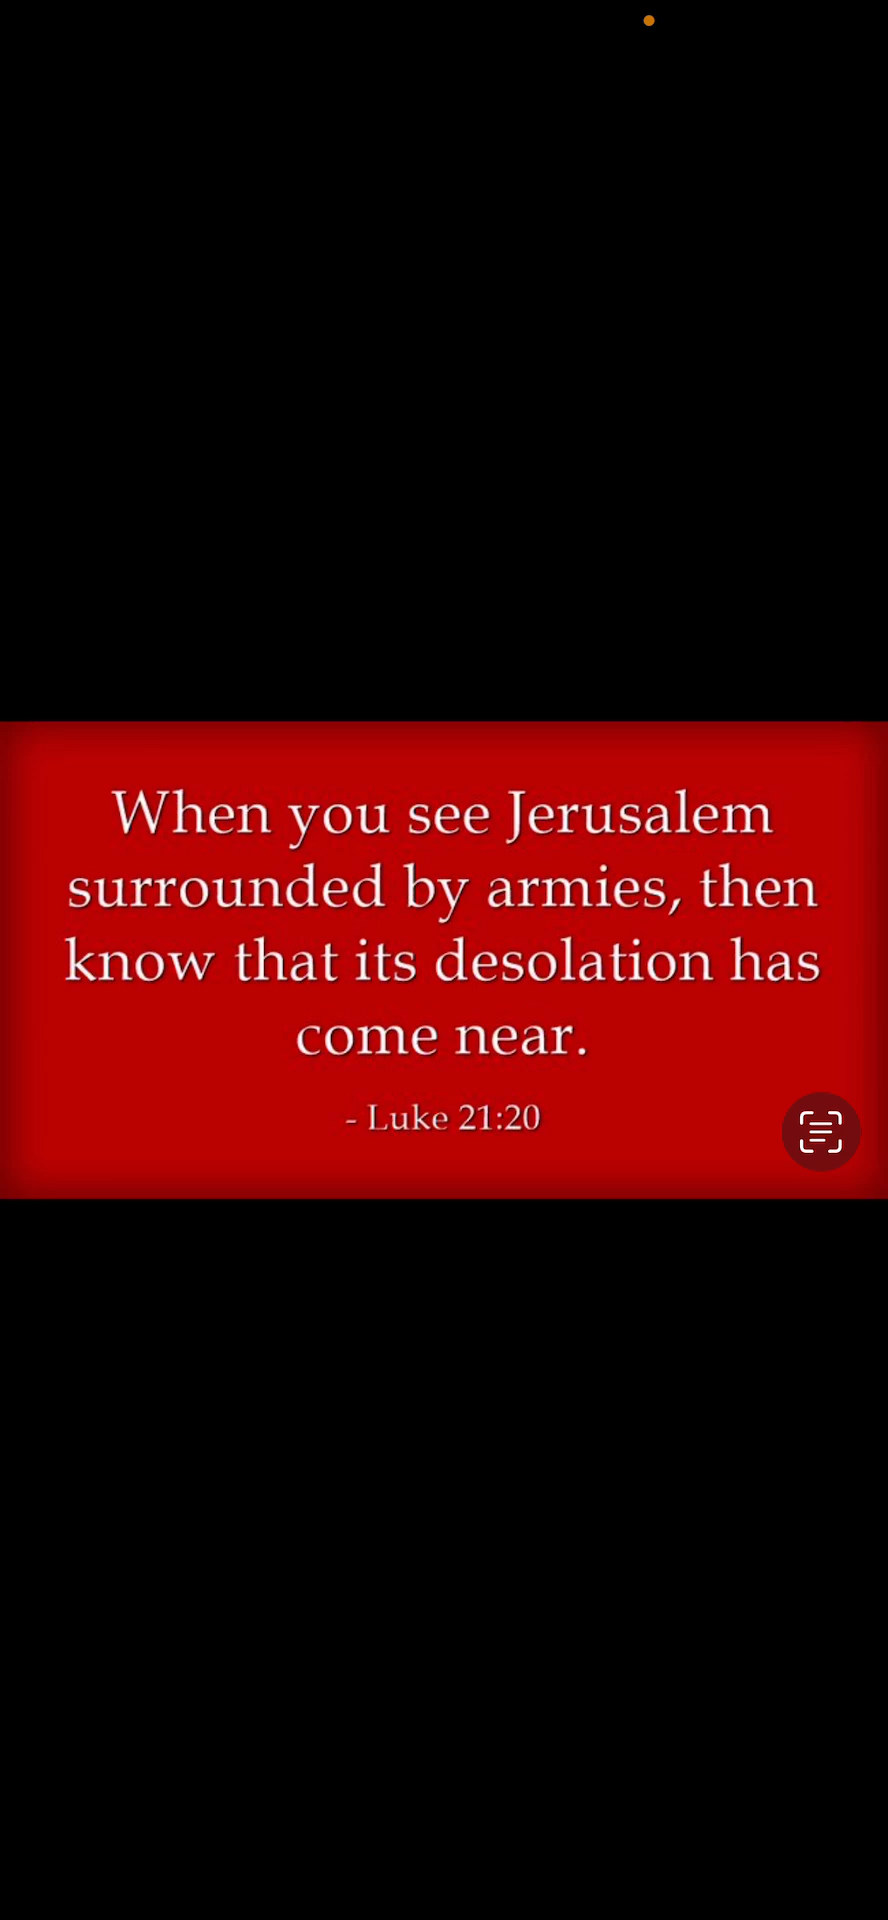 When you see Jerusalem
surrounded by armies, then
know that its desolation has
come near.
- Luke 21:20